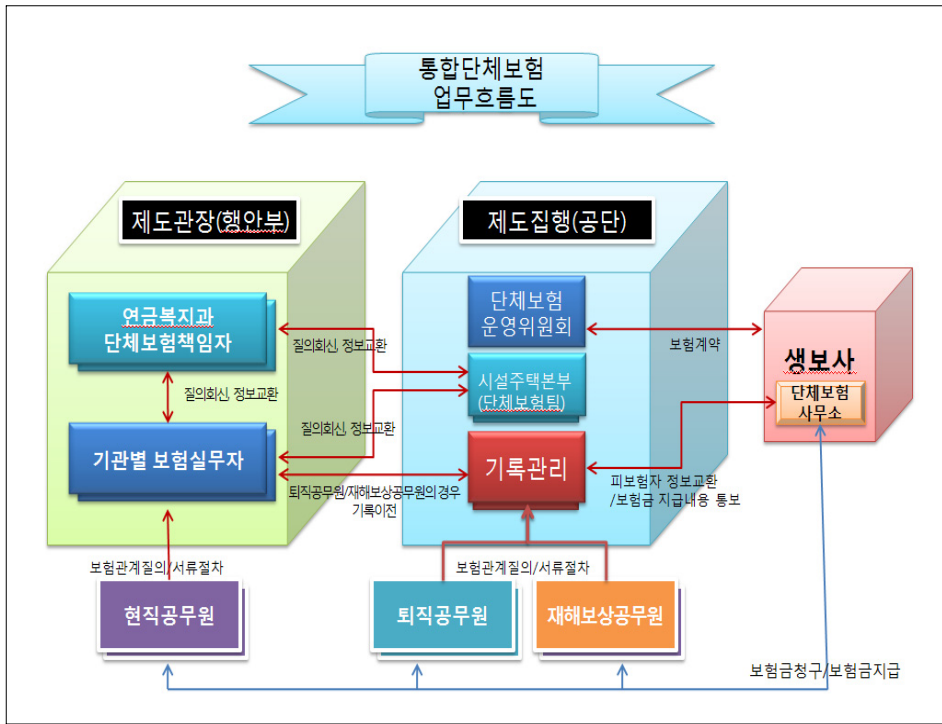 통합단체보험
업무흐름도
제도관장(행안부)
제도집행(공단)
연금복지과
단체보험책임자
단체보험
운영위원회
질의회신, 정보교환
보험계약
생보사
시설주택본부
(단체보험팀)
단체보험
사무소
질의회신, 정보교환
질의회신, 정보교환
기관별 보험실무자
기록관리
퇴직공무원/재해보상공무원의 경우
기록이전
피보험자 정보교환
/보험금 지급내용 통보
보험관계질의/서류절차
보험관계질의/서류절차
현직공무원
퇴직공무원
재해보상공무원
보험금청구/보험금지급